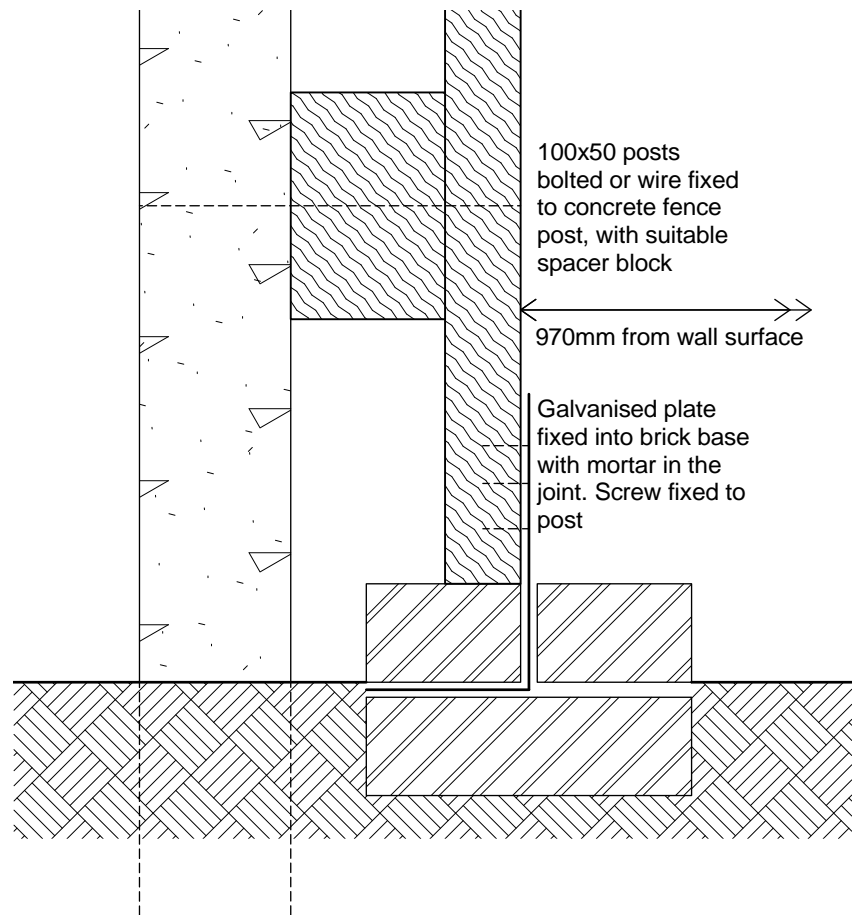 100x50 posts
bolted or wire fixed
to concrete fence
post, with suitable
spacer block
970mm from wall surface
Galvanised plate
fixed into brick base
with mortar in the
joint. Screw fixed to
post